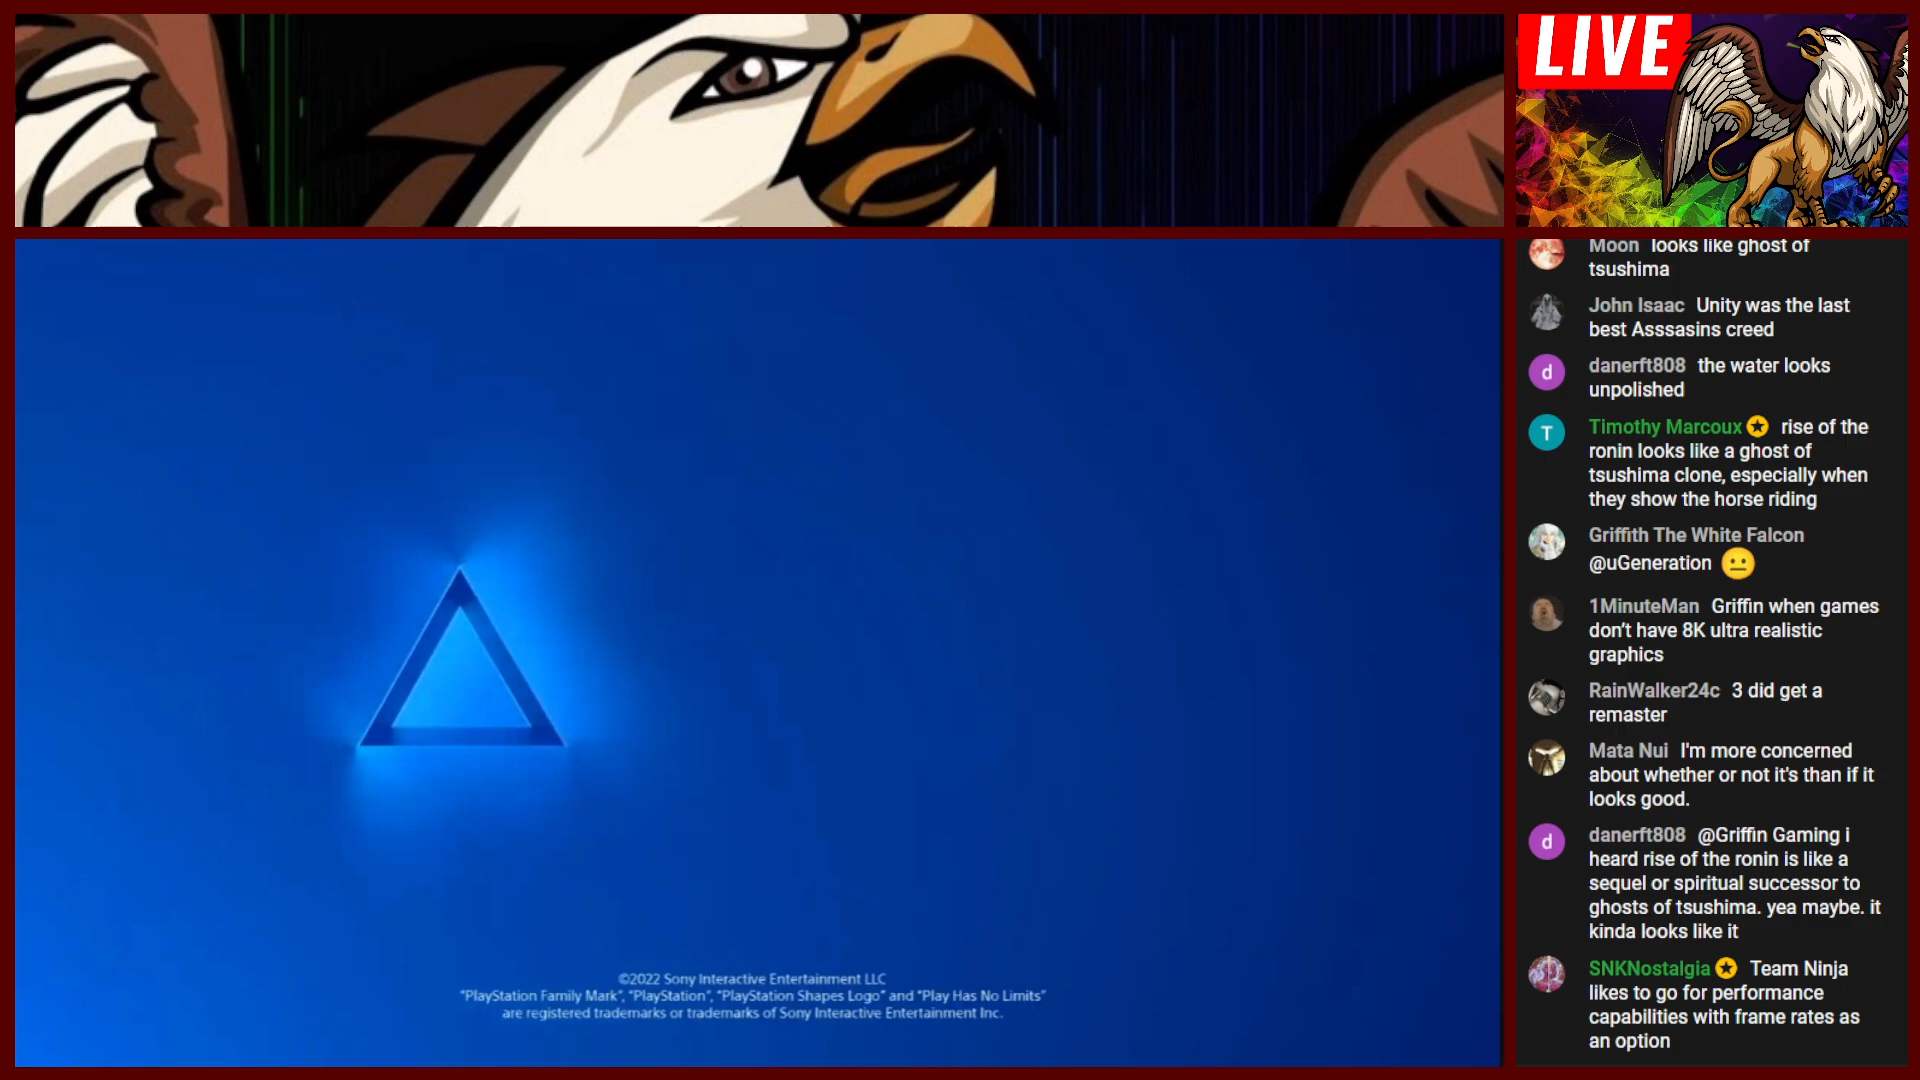 LIVE
Moon looks like ghost of
tsushima
John Isaac Unity was the last
best Asssasins creed
d
danerft808 the water looks
unpolished
T
Timothy Marcoux rise of the
ronin looks like a ghost of
tsushima clone, especially when
they show the horse riding
Griffith The White Falcon
@uGeneration
1MinuteMan Griffin when games
don't have 8K ultra realistic
graphics
RainWalker24c 3 did get a
remaster
Mata Nui I'm more concerned
about whether or not it's than if it
looks good.
d
danerft808 @Griffin Gaming i
heard rise of the ronin is like a
sequel or spiritual successor to
ghosts of tsushima. yea maybe. it
kinda looks like it
SNKNostalgia Team Ninja
likes to go for performance
capabilities with frame rates as
an option
©2022 Sony Interactive Entertainment LLC
"PlayStation Family Mark", "PlayStation", "PlayStation Shapes Logo" and "Play Has No Limits"
are registered trademarks or trademarks of Sony Interactive Entertainment Inc.